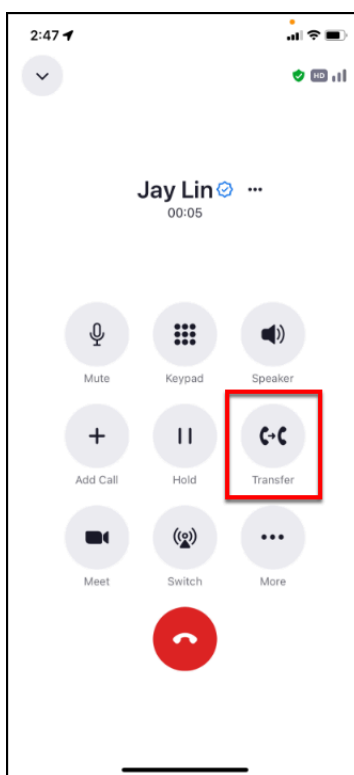 2:47
HD
Jay Lin
00:05
Mute Keypad Speaker
Add Call Hold Transfer
Meet Switch More